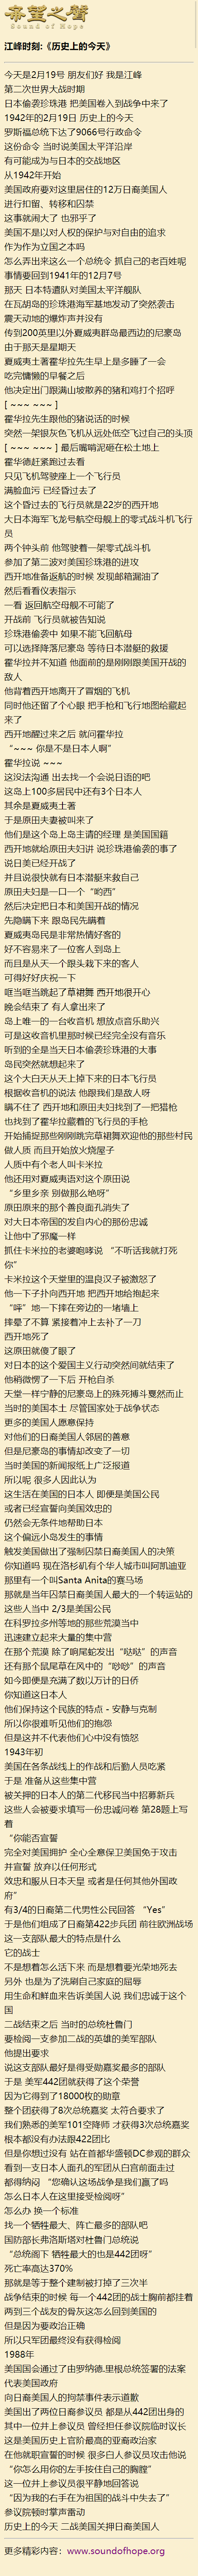 希望之聲
Sound of Hope
江峰时刻:《历史上的今天》
今天是2月19号 朋友们好 我是江峰
第二次世界大战时期
日本偷袭珍珠港 把美国卷入到战争中来了
1942年的2月19日 历史上的今天
罗斯福总统下达了9066号行政命令
这份命令 当时说美国太平洋沿岸
有可能成为与日本的交战地区
从1942年开始
美国政府要对这里居住的12万日裔美国人
进行扣留、转移和囚禁
这事就闹大了 也邪乎了
美国不是以对人权的保护与对自由的追求
作为作为立国之本吗
怎么弄出来这么一个总统令 抓自己的老百姓呢
事情要回到1941年的12月7号
那天 日本特遣队对美国太平洋舰队
在瓦胡岛的珍珠港海军基地发动了突然袭击
震天动地的爆炸声并没有
传到200英里以外夏威夷群岛最西边的尼豪岛
由于那天是星期天
夏威夷土著霍华拉先生早上是多睡了一会
吃完慵懒的早餐之后
他决定出门跟满山坡散养的猪和鸡打个招呼
[ ~~~ ~~~ ]
霍华拉先生跟他的猪说话的时候
突然一架银灰色飞机从远处低空飞过自己的头顶
[ ~~~ ~~~ ] 最后嘴啃泥砸在松土地上
霍华德赶紧跑过去看
只见飞机驾驶座上一个飞行员
满脸血污 已经昏过去了
这个昏过去的飞行员就是22岁的西开地
大日本海军飞龙号航空母舰上的零式战斗机飞行
员
两个钟头前 他驾驶着一架零式战斗机
参加了第二波对美国珍珠港的进攻
西开地准备返航的时候 发现邮箱漏油了
然后看看仪表指示
一看 返回航空母舰不可能了
开战前 飞行员就被告知说
珍珠港偷袭中 如果不能飞回航母
可以选择降落尼豪岛 等待日本潜艇的救援
霍华拉并不知道 他面前的是刚刚跟美国开战的
敌人
他背着西开地离开了冒烟的飞机
同时他还留了个心眼 把手枪和飞行地图给藏起
来了
西开地醒过来之后 就问霍华拉
“~~~ 你是不是日本人啊”
霍华拉说 ~~~
这没法沟通 出去找一个会说日语的吧
这岛上100多居民中还有3个日本人
其余是夏威夷土著
于是原田夫妻被叫来了
他们是这个岛上岛主请的经理 是美国国籍
西开地就给原田夫妇讲 说珍珠港偷袭的事了
说日美已经开战了
并且说很快就有日本潜艇来救自己
原田夫妇是一口一个“哟西”
然后决定把日本和美国开战的情况
先隐瞒下来 跟岛民先瞒着
夏威夷岛民是非常热情好客的
好不容易来了一位客人到岛上
而且是从天一个跟头栽下来的客人
可得好好庆祝一下
哐当哐当跳起了草裙舞 西开地很开心
晚会结束了 有人拿出来了
岛上唯一的一台收音机 想放点音乐助兴
可是这收音机里那时候已经完全没有音乐
听到的全是当天日本偷袭珍珠港的大事
岛民突然就想起来了
这个大白天从天上掉下来的日本飞行员
根据收音机的说法 他跟我们是敌人呀
瞒不住了 西开地和原田夫妇找到了一把猎枪
也找到了霍华拉藏着的飞行员的手枪
开始捕捉那些刚刚跳完草裙舞欢迎他的那些村民
做人质 而且开始放火烧屋子
人质中有个老人叫卡米拉
他还用对夏威夷语对这个原田说
“乡里乡亲 别做那么绝呀”
原田原来的那个善良面孔消失了
对大日本帝国的发自内心的那份忠诚
让他中了邪魔一样
抓住卡米拉的老婆咆哮说 “不听话我就打死
你”
卡米拉这个天堂里的温良汉子被激怒了
他一下子扑向西开地 把西开地给抱起来
“呯”地一下摔在旁边的一堵墙上
摔晕了不算 紧接着冲上去补了一刀
西开地死了
这原田就傻了眼了
对日本的这个爱国主义行动突然间就结束了
他稍微愣了一下后 开枪自杀
天堂一样宁静的尼豪岛上的殊死搏斗戛然而止
当时的美国本土 尽管国家处于战争状态
更多的美国人愿意保持
对他们的日裔美国人邻居的善意
但是尼豪岛的事情却改变了一切
当时美国的新闻报纸上广泛报道
所以呢 很多人因此认为
这生活在美国的日本人 即便是美国公民
或者已经宣誓向美国效忠的
仍然会无条件地帮助日本
这个偏远小岛发生的事情
触发美国做出了强制囚禁日裔美国人的决策
你知道吗 现在洛杉矶有个华人城市叫阿凯迪亚
那里有一个叫Santa Anita的赛马场
那就是当年囚禁日裔美国人最大的一个转运站的
这些人当中 2/3是美国公民
在科罗拉多州等地的那些荒漠当中
迅速建立起来大量的集中营
在那个荒漠 除了响尾蛇发出“哒哒”的声音
还有那个鼠尾草在风中的“吵吵”的声音
如今即便是充满了数以万计的日侨
你知道这日本人
他们保持这个民族的特点 - 安静与克制
所以你很难听见他们的抱怨
但是这并不代表他们心中没有愤怒
1943年初
美国在各条战线上的作战和后勤人员吃紧
于是 准备从这些集中营
被关押的日本人的第二代移民当中招募新兵
这些人会被要求填写一份忠诚问卷 第28题上写
着
“你能否宣誓
完全对美国拥护 全心全意保卫美国免于攻击
并宣誓 放弃以任何形式
效忠和服从日本天皇 或者是任何其他外国政
府”
有3/4的日裔第二代男性公民回答 “Yes”
于是他们组成了日裔第422步兵团 前往欧洲战场
这一支部队最大的特点是什么
它的战士
不是想着怎么活下来 而是想着要光荣地死去
另外 也是为了洗刷自己家庭的屈辱
用生命和鲜血来告诉美国人说 我们忠诚于这个
国
二战结束之后 当时的总统杜鲁门
要检阅一支参加二战的英雄的美军部队
他提出要求
说这支部队最好是得受勋嘉奖最多的部队
于是 美军442团就获得了这个荣誉
因为它得到了18000枚的勋章
整个团获得了8次总统嘉奖 太符合要求了
我们熟悉的美军101空降师 才获得3次总统嘉奖
根本都没有办法跟422团比
但是你想过没有 站在首都华盛顿DC参观的群众
看到一支日本人面孔的军团从白宫前面走过
都得纳闷 “您确认这场战争是我们赢了吗
怎么日本人在这里接受检阅呀”
怎么办 换一个标准
找一个牺牲最大、阵亡最多的部队吧
国防部长弗洛斯塔对杜鲁门总统说
“总统阁下 牺牲最大的也是442团呀”
死亡率高达370%
那就是等于整个建制被打掉了三次半
战争结束的时候 每一个442团的战士胸前都挂着
两到三个战友的骨灰这怎么回到美国的
但是因为要政治正确
所以只军团最终没有获得检阅
1988年
美国国会通过了由罗纳德.里根总统签署的法案
代表美国政府
向日裔美国人的拘禁事件表示道歉
美国出了两位日裔参议员 都是从442团出身的
其中一位井上参议员 曾经担任参议院临时议长
这是美国历史上官阶最高的亚裔政治家
在他就职宣誓的时候 很多白人参议员攻击他说
“你怎么用你的左手按住自己的胸膛”
这一位井上参议员很平静地回答说
“因为我的右手在为祖国的战斗中失去了”
参议院顿时掌声雷动
历史上的今天 二战美国关押日裔美国人
更多精彩内容：www.soundofhope.org